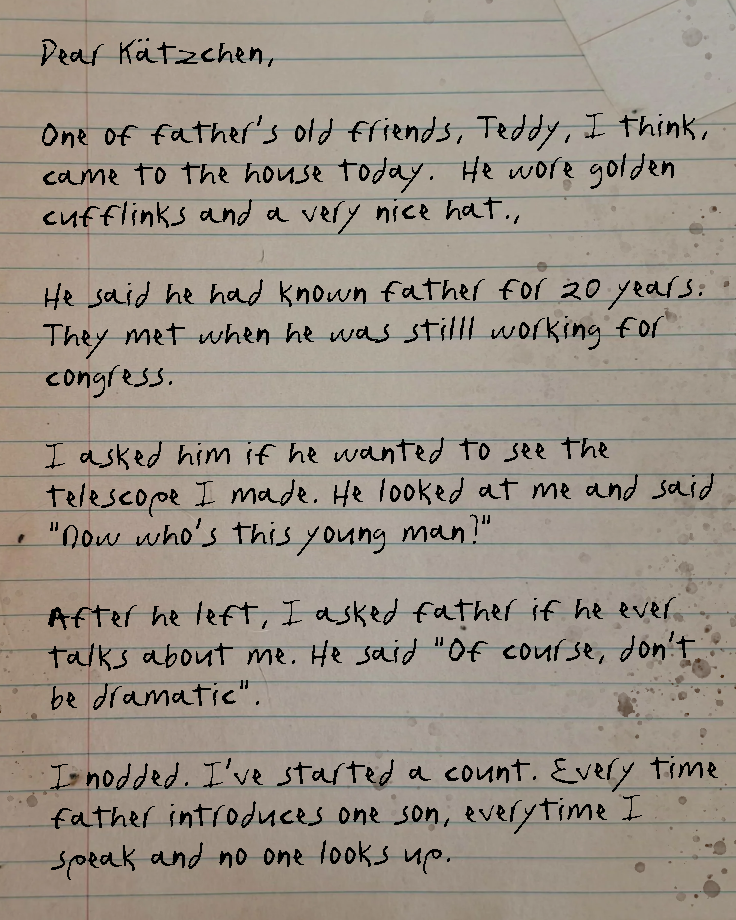 Dear Kätzchen,
One of father's old friends, Teddy, I think,
came to the house today. He wore golden
cufflinks and a very nice hat.,
He said he had known father for 20 years.
They met when he was stilll working for
congress.
I asked him if he wanted to see the
telescope I made. He looked at me and said
"Now who's this young man?"
After he left, I asked father if he ever
talks about me. He said "Of course, don't
be dramatic".
I nodded. I've started a count. Every time
father introduces one son, everytime I
speak and no one looks up.